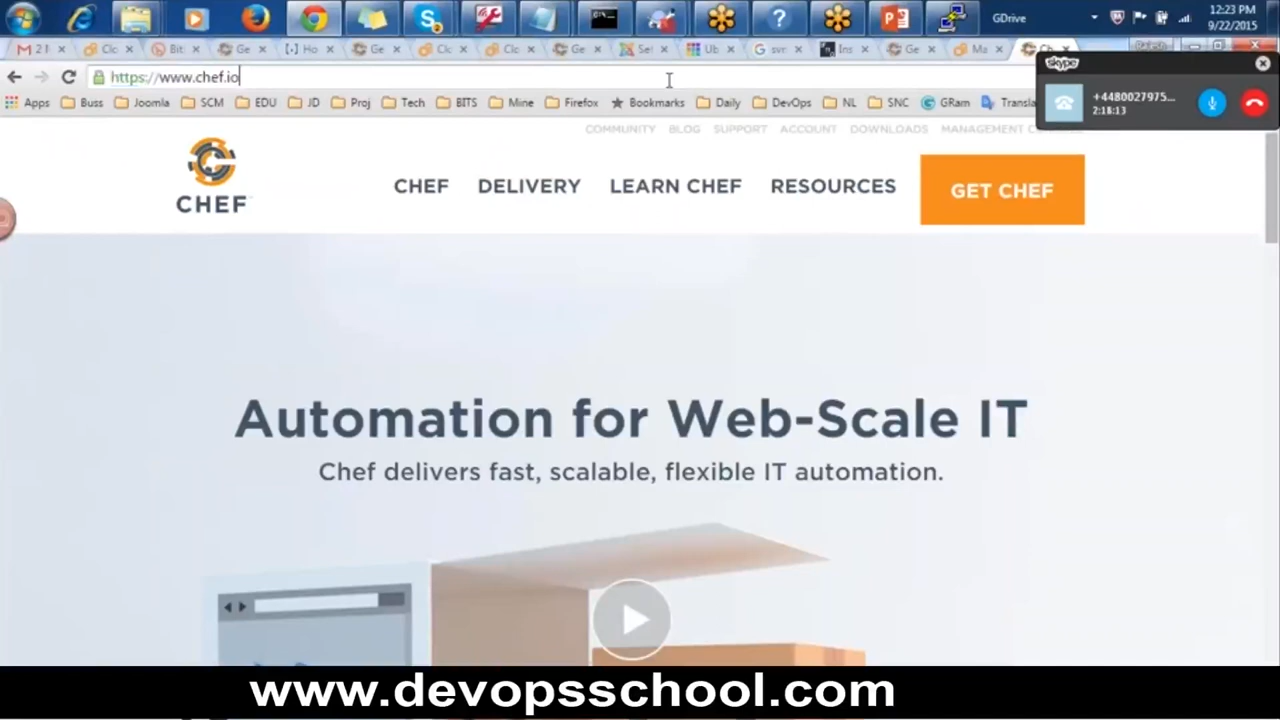 GDrive
12:23 PM
9/22/2015
https://www.chef.io
skype
Apps Buss Joomla SCM EDU JD Proj Tech BITS Mine Firefox Bookmarks Daily DevOps NL SNC GRam Transla
+4480027975...
2:18:13
COMMUNITY BLOG SUPPORT ACCOUNT DOWNLOADS MANAGEMENT
CHEF
CHEF DELIVERY LEARN CHEF RESOURCES GET CHEF
Automation for Web-Scale IT
Chef delivers fast, scalable, flexible IT automation.
www.devopsschool.com